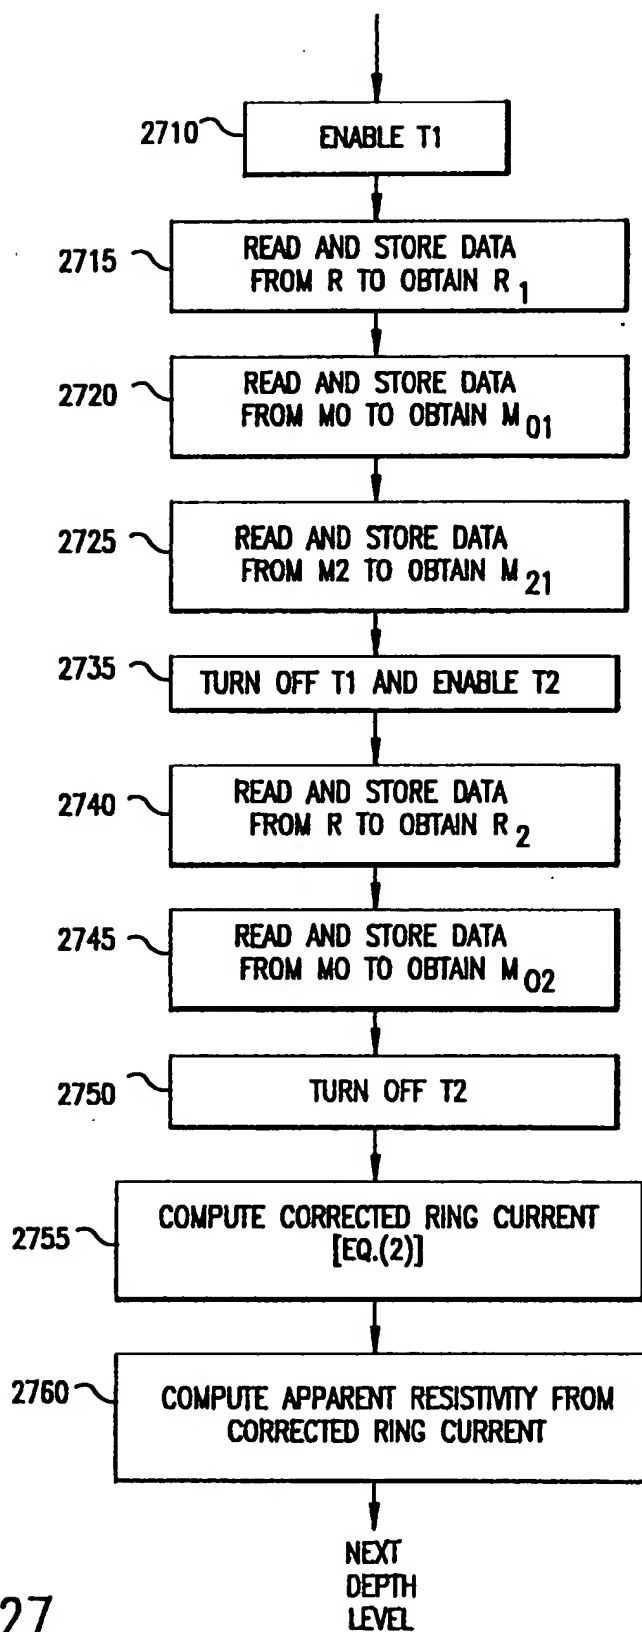 2710
ENABLE T1
2715
READ AND STORE DATA
FROM R TO OBTAIN R1
2720
READ AND STORE DATA
FROM MO TO OBTAIN M01
2725
READ AND STORE DATA
FROM M2 TO OBTAIN M21
2735
TURN OFF T1 AND ENABLE T2
2740
READ AND STORE DATA
FROM R TO OBTAIN R2
2745
READ AND STORE DATA
FROM MO TO OBTAIN M02
2750
TURN OFF T2
2755
COMPUTE CORRECTED RING CURRENT
[EQ.(2)]
2760
COMPUTE APPARENT RESISTIVITY FROM
CORRECTED RING CURRENT
NEXT
DEPTH
LEVEL
27